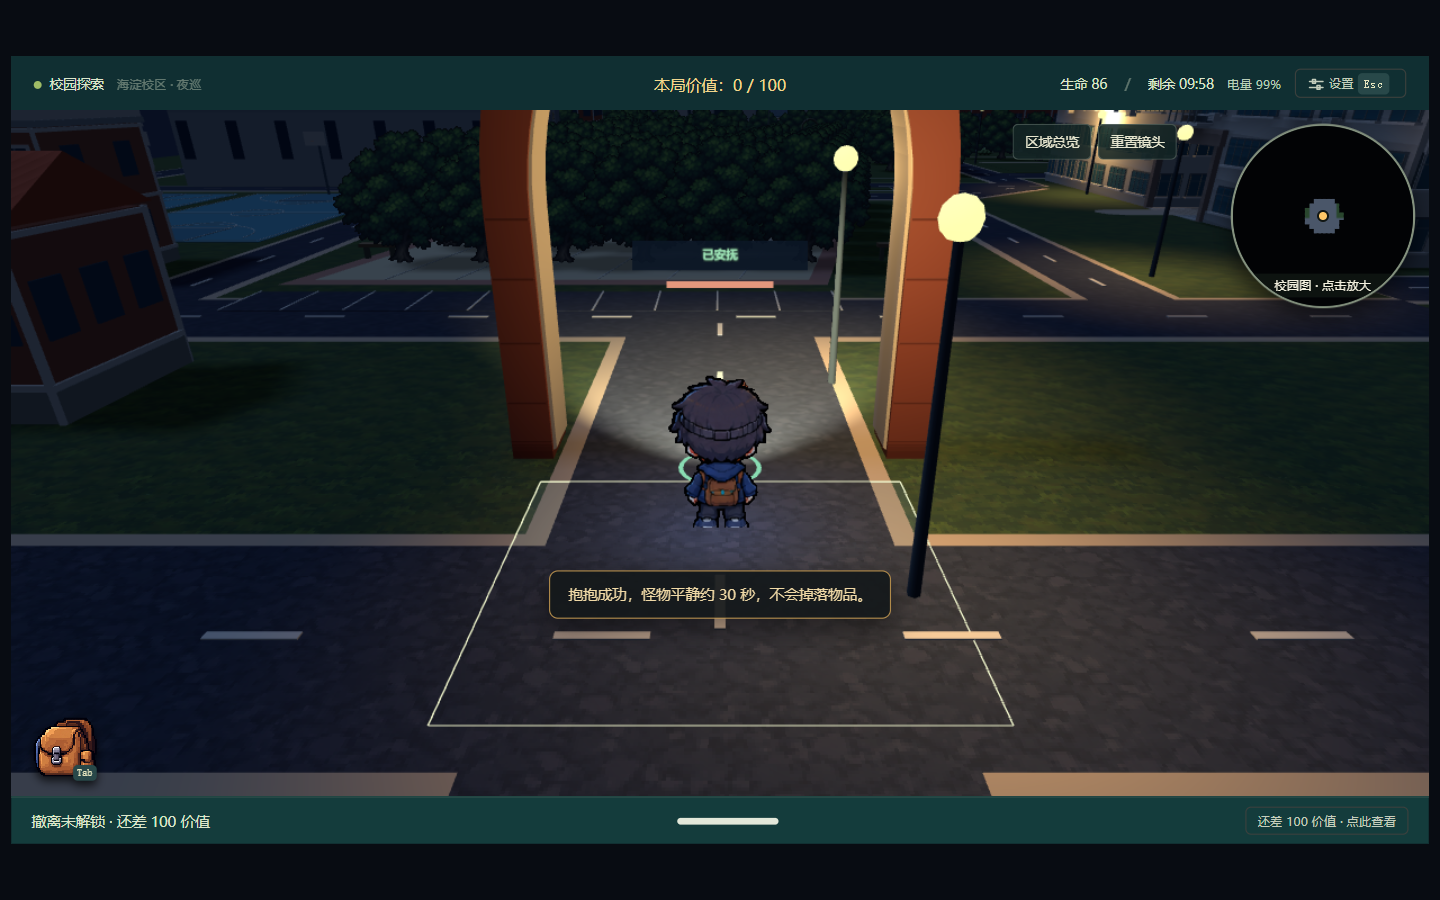 校园探索 海淀校区 · 夜巡
本局价值：0 / 100
生命 86 / 剩余 09:58 电量 99% 设置 Esc
区域总览 重置镜头
校园图 · 点击放大
已安抚
抱抱成功，怪物平静约 30 秒，不会掉落物品。
Tab
撤离未解锁 · 还差 100 价值
还差 100 价值 · 点此查看